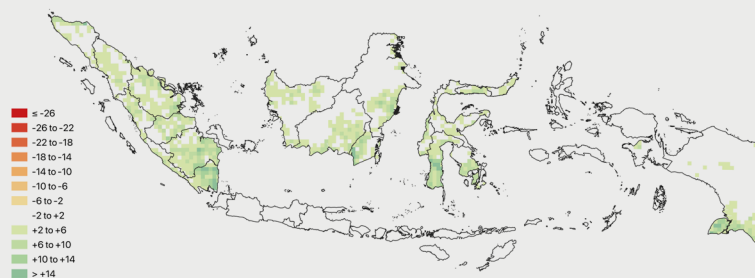 ≤ -26
-26 to -22
-22 to -18
-18 to -14
-14 to -10
-10 to -6
-6 to -2
-2 to +2
+2 to +6
+6 to +10
+10 to +14
> +14